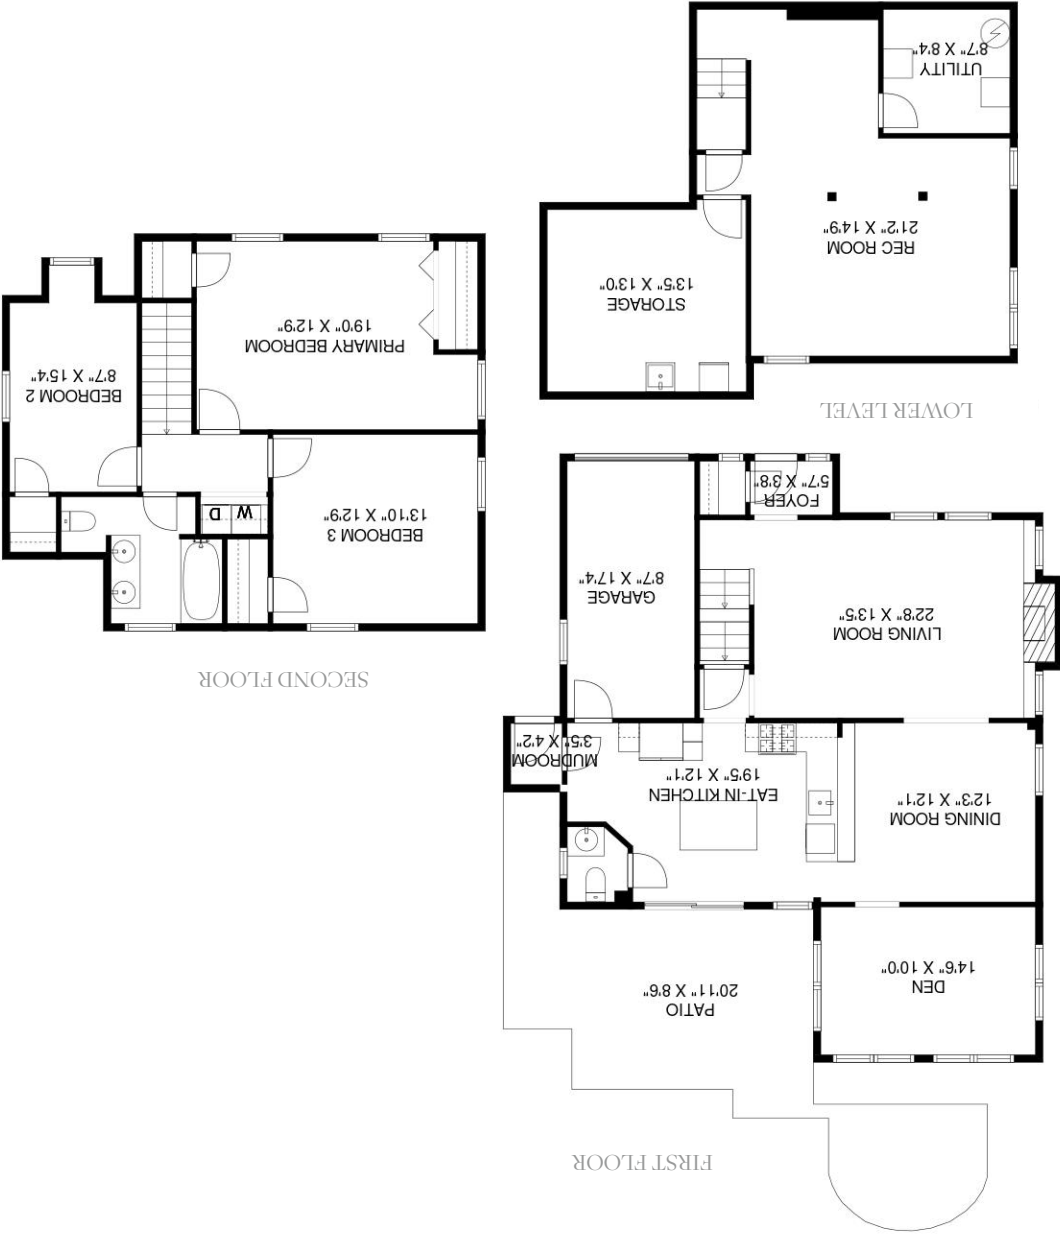 FIRST FLOOR
DEN
14'6" X 10'0"
PATIO
20'11" X 8'6"
DINING ROOM
12'3" X 12'1"
EAT-IN KITCHEN
19'5" X 12'1"
MUDROOM
3'5" X 4'2"
LIVING ROOM
22'8" X 13'5"
GARAGE
8'7" X 17'4"
FOYER
5'7" X 3'8"
SECOND FLOOR
BEDROOM 3
13'10" X 12'9"
W
D
BEDROOM 2
8'7" X 15'4"
PRIMARY BEDROOM
19'0" X 12'9"
LOWER LEVEL
STORAGE
13'5" X 13'0"
REC ROOM
21'2" X 14'9"
UTILITY
8'7" X 8'4"